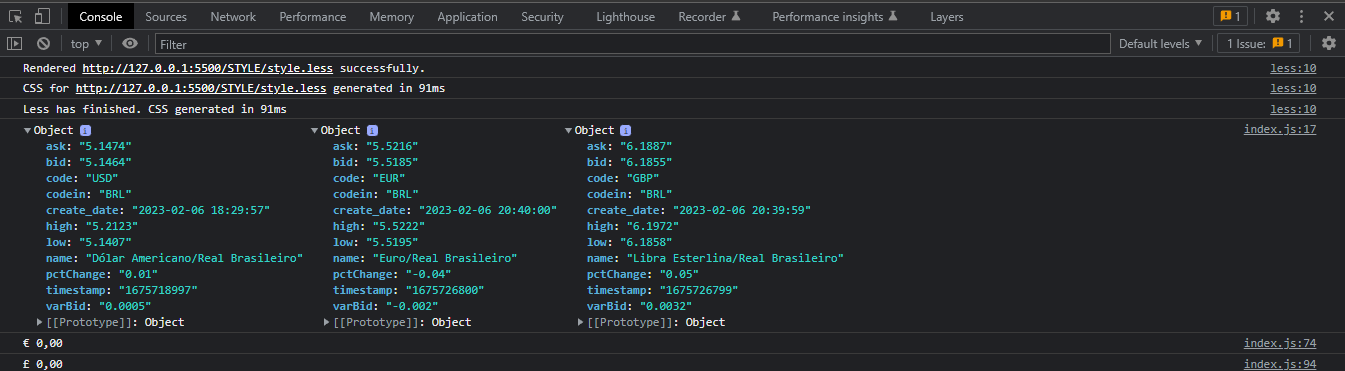 Console Sources Network Performance Memory Application Security Lighthouse Recorder Performance insights Layers 1
top Filter Default levels 1 Issue: 1
Rendered http://127.0.0.1:5500/STYLE/style.less successfully. less:10
CSS for http://127.0.0.1:5500/STYLE/style.less generated in 91ms less:10
Less has finished. CSS generated in 91ms less:10
Object i Object i Object i index.js:17
ask: "5.1474" ask: "5.5216" ask: "6.1887"
bid: "5.1464" bid: "5.5185" bid: "6.1855"
code: "USD" code: "EUR" code: "GBP"
codein: "BRL" codein: "BRL" codein: "BRL"
create_date: "2023-02-06 18:29:57" create_date: "2023-02-06 20:40:00" create_date: "2023-02-06 20:39:59"
high: "5.2123" high: "5.5222" high: "6.1972"
low: "5.1407" low: "5.5195" low: "6.1858"
name: "Dólar Americano/Real Brasileiro" name: "Euro/Real Brasileiro" name: "Libra Esterlina/Real Brasileiro"
pctChange: "0.01" pctChange: "-0.04" pctChange: "0.05"
timestamp: "1675718997" timestamp: "1675726800" timestamp: "1675726799"
varBid: "0.0005" varBid: "-0.002" varBid: "0.0032"
[[Prototype]]: Object [[Prototype]]: Object [[Prototype]]: Object
€ 0,00 index.js:74
£ 0,00 index.js:94